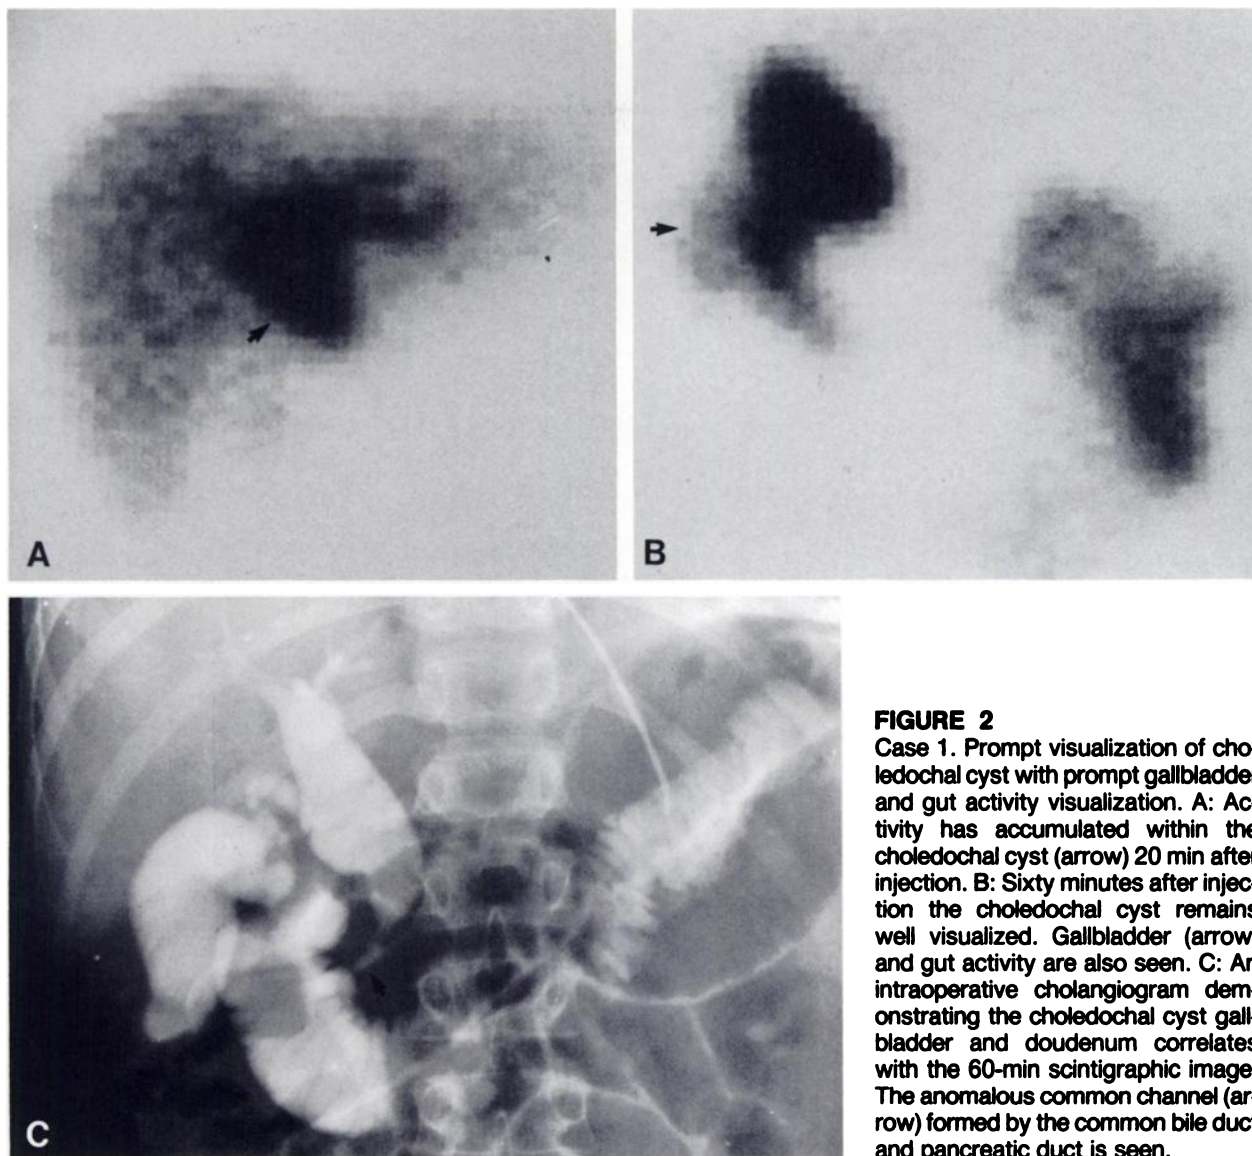 A
B
C
FIGURE 2
Case 1. Prompt visualization of cho-
ledochal cyst with prompt gallbladde
and gut activity visualization. A: Ac
tivity has accumulated within the
choledochal cyst (arrow) 20 min after
injection. B: Sixty minutes after injec-
tion the choledochal cyst remains
well visualized. Gallbladder (arrow
and gut activity are also seen. C: An
intraoperative cholangiogram dem-
onstrating the choledochal cyst gall-
bladder and doudenum correlates
with the 60-min scintigraphic image
The anomalous common channel (ar-
row) formed by the common bile duct
and pancreatic duct is seen.